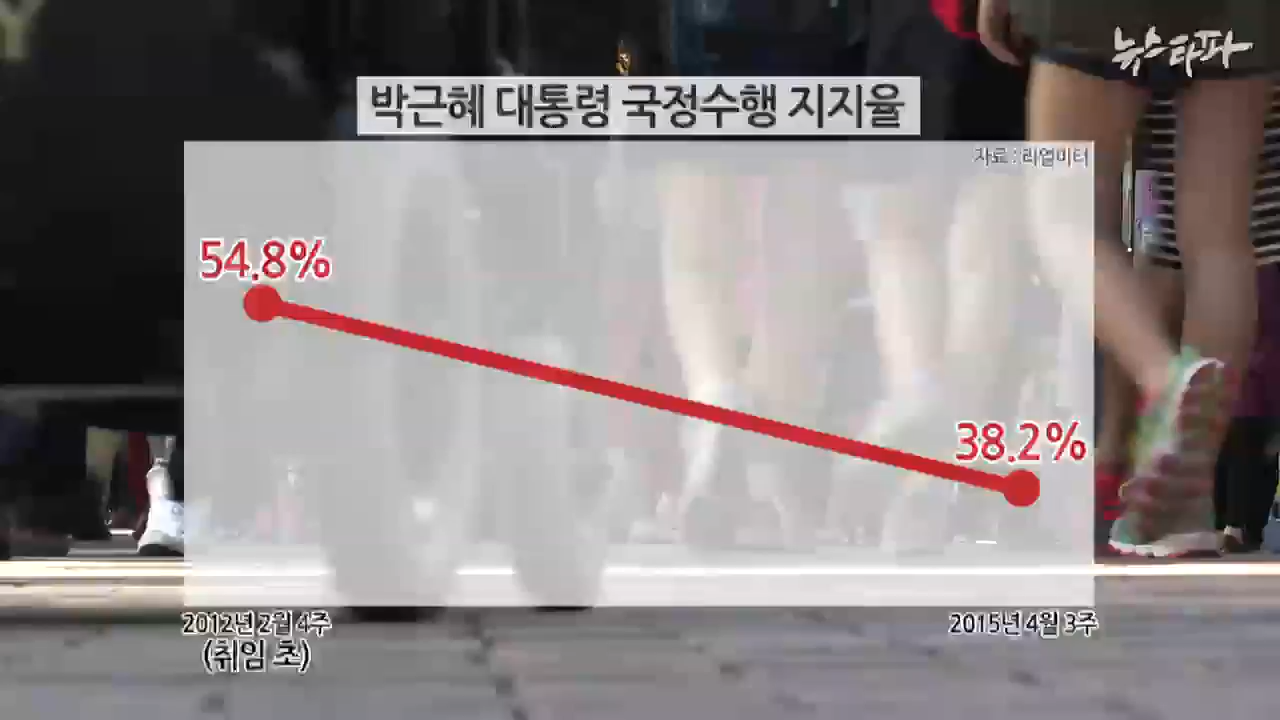 뉴스타파
박근혜 대통령 국정수행 지지율
자료 : 리얼미터
54.8%
38.2%
2012년 2월 4주
(취임 초)
2015년 4월 3주